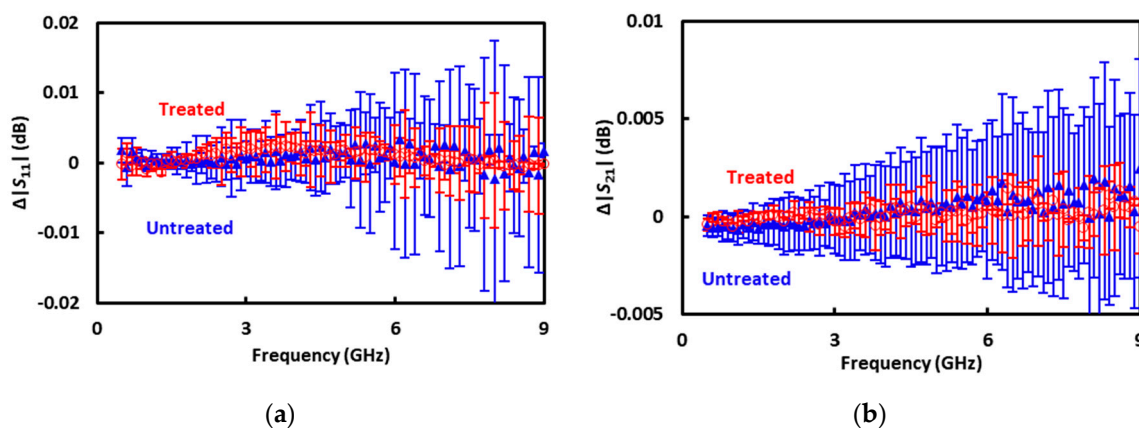 0.02
0.01
0
-0.01
-0.02
Δ|S11| (dB)
Treated
Untreated
0 3 6 9
Frequency (GHz)
(a)
0.01
0.005
0
-0.005
Δ|S21| (dB)
Treated
Untreated
0 3 6 9
Frequency (GHz)
(b)